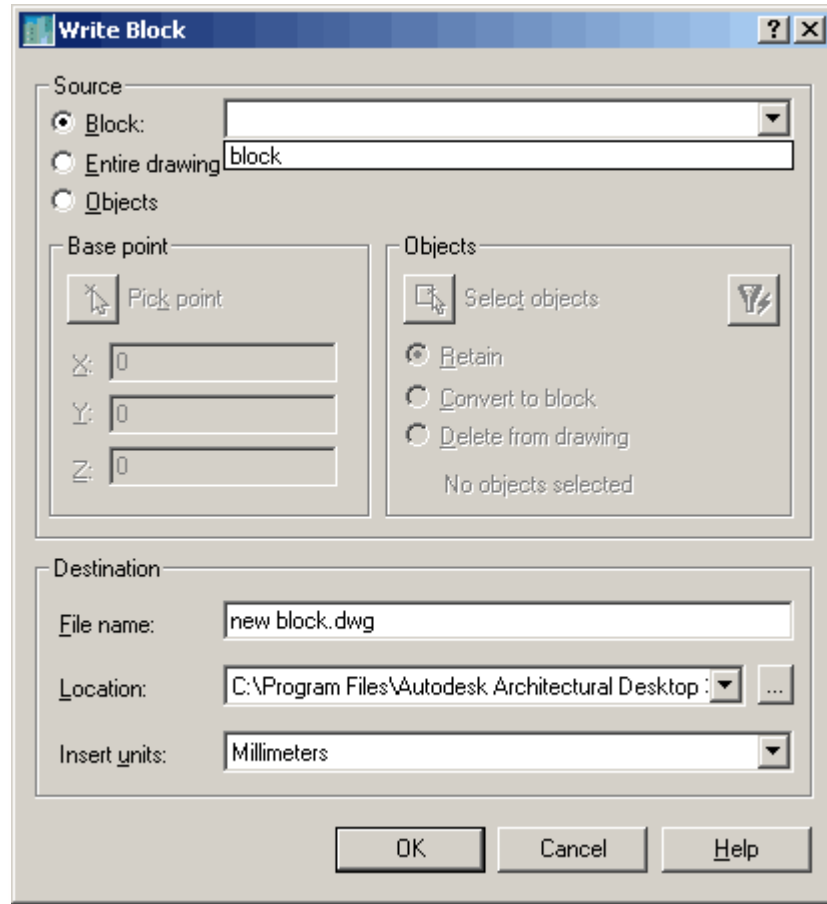 Write Block
Source
Block:
Entire drawing block
Objects
Base point
Pick point
X: 0
Y: 0
Z: 0
Objects
Select objects
Retain
Convert to block
Delete from drawing
No objects selected
Destination
File name: new block.dwg
Location: C:\Program Files\Autodesk Architectural Desktop
Insert units: Millimeters
OK Cancel Help